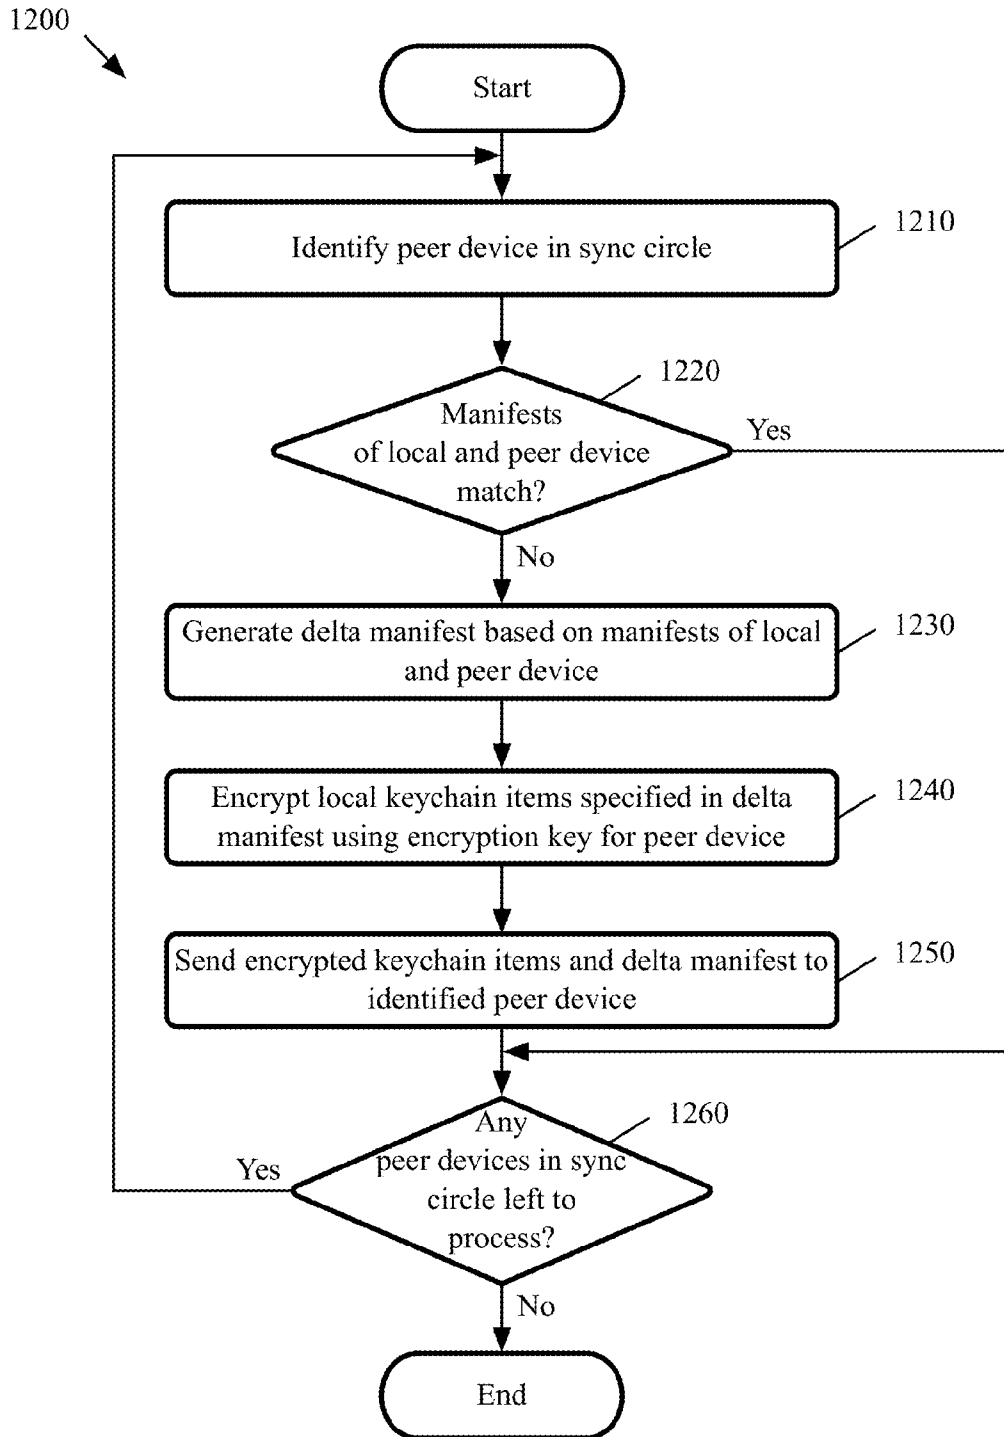 1200
Start
Identify peer device in sync circle
1210
1220
Manifests
of local and peer device
match?
Yes
No
Generate delta manifest based on manifests of local
and peer device
1230
Encrypt local keychain items specified in delta
manifest using encryption key for peer device
1240
Send encrypted keychain items and delta manifest to
identified peer device
1250
1260
Any
peer devices in sync
circle left to
process?
Yes
No
End